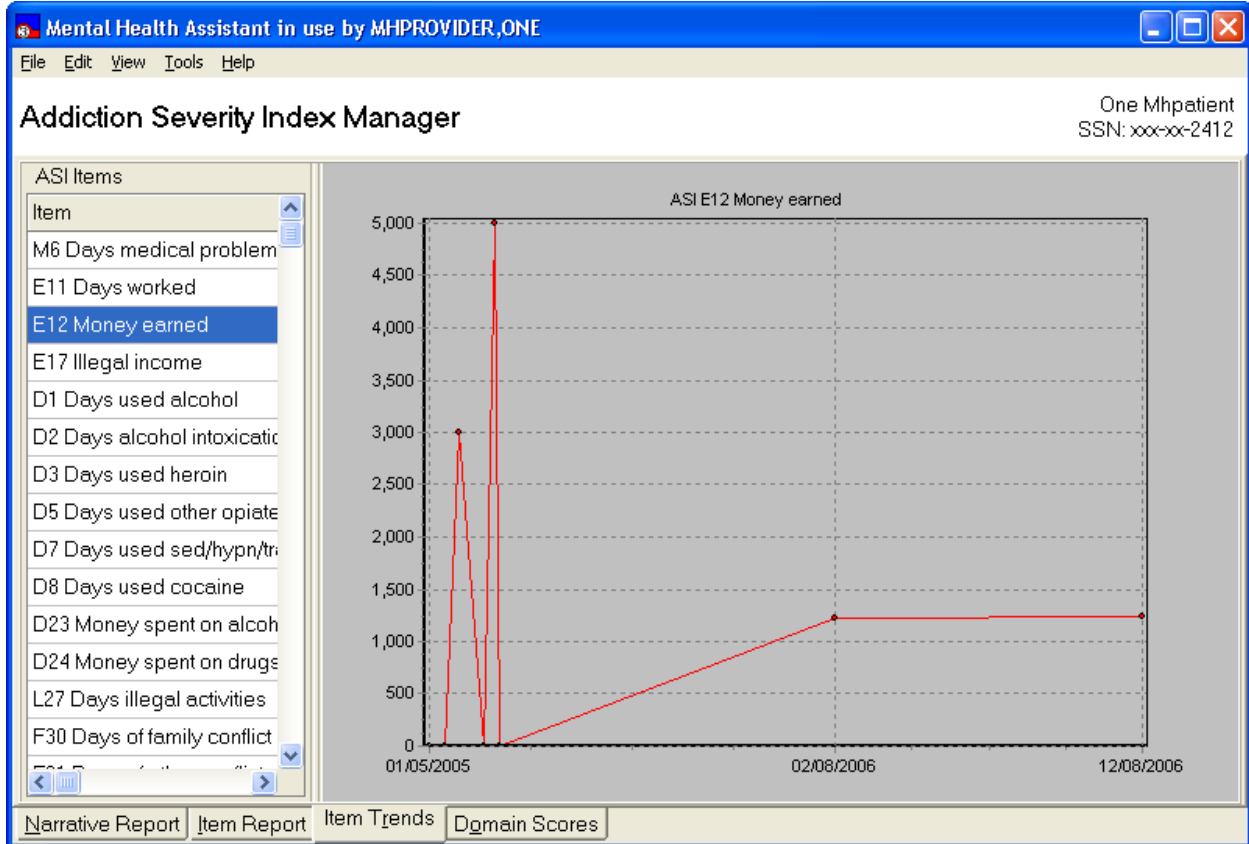 Mental Health Assistant in use by MHPROVIDER,ONE
File Edit View Tools Help
Addiction Severity Index Manager
One Mhpatient
SSN: xxx-xx-2412
ASI Items
Item
M6 Days medical problem
E11 Days worked
E12 Money earned
E17 Illegal income
D1 Days used alcohol
D2 Days alcohol intoxicatio
D3 Days used heroin
D5 Days used other opiate
D7 Days used sed/hypn/tra
D8 Days used cocaine
D23 Money spent on alcoh
D24 Money spent on drugs
L27 Days illegal activities
F30 Days of family conflict
ASI E12 Money earned
5,000
4,500
4,000
3,500
3,000
2,500
2,000
1,500
1,000
500
0
01/05/2005 02/08/2006 12/08/2006
Narrative Report Item Report Item Trends Domain Scores